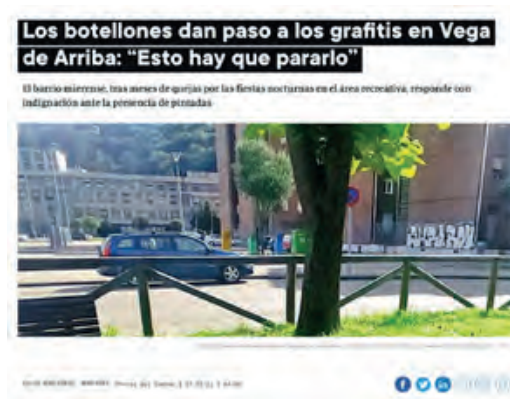 Los botellones dan paso a los grafitis en Vega
de Arriba: “Esto hay que pararlo”
El barrio mierense, tras meses de quejas por las fiestas nocturnas en el área recreativa, responde con
indignación ante la presencia de pintadas